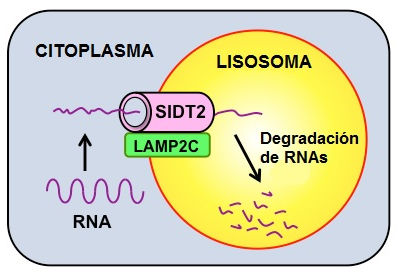 CITOPLASMA
LISOSOMA
SIDT2
LAMP2C
Degradación
de RNAs
RNA